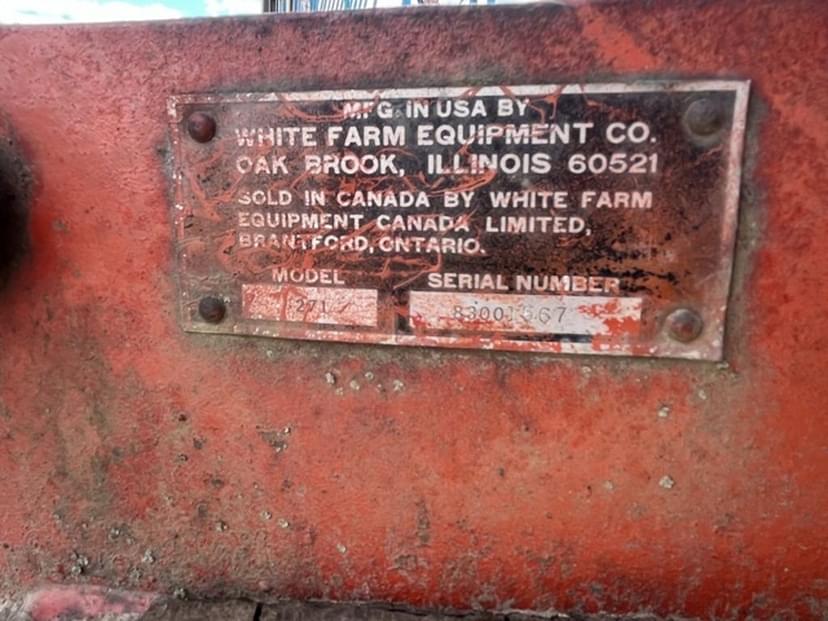 MFG. IN USA BY
WHITE FARM EQUIPMENT CO.
OAK BROOK, ILLINOIS 60521
SOLD IN CANADA BY WHITE FARM
EQUIPMENT CANADA LIMITED,
BRANTFORD, ONTARIO.
MODEL SERIAL NUMBER
271 83001567